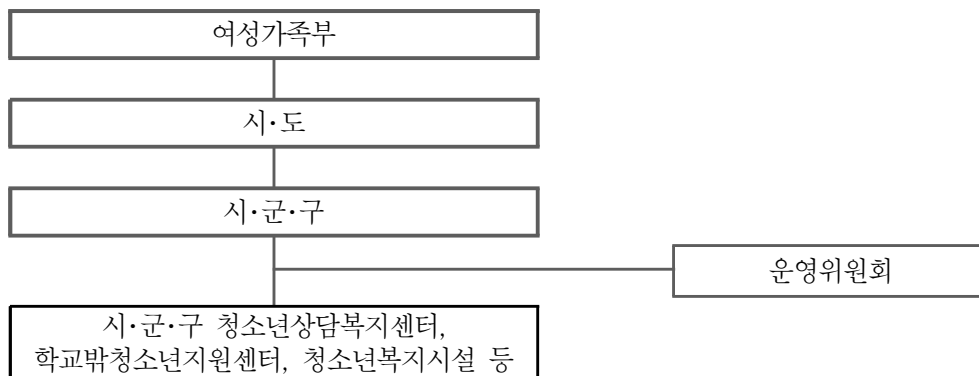 여성가족부
시·도
시·군·구
운영위원회
시·군·구 청소년상담복지센터,
학교밖청소년지원센터, 청소년복지시설 등